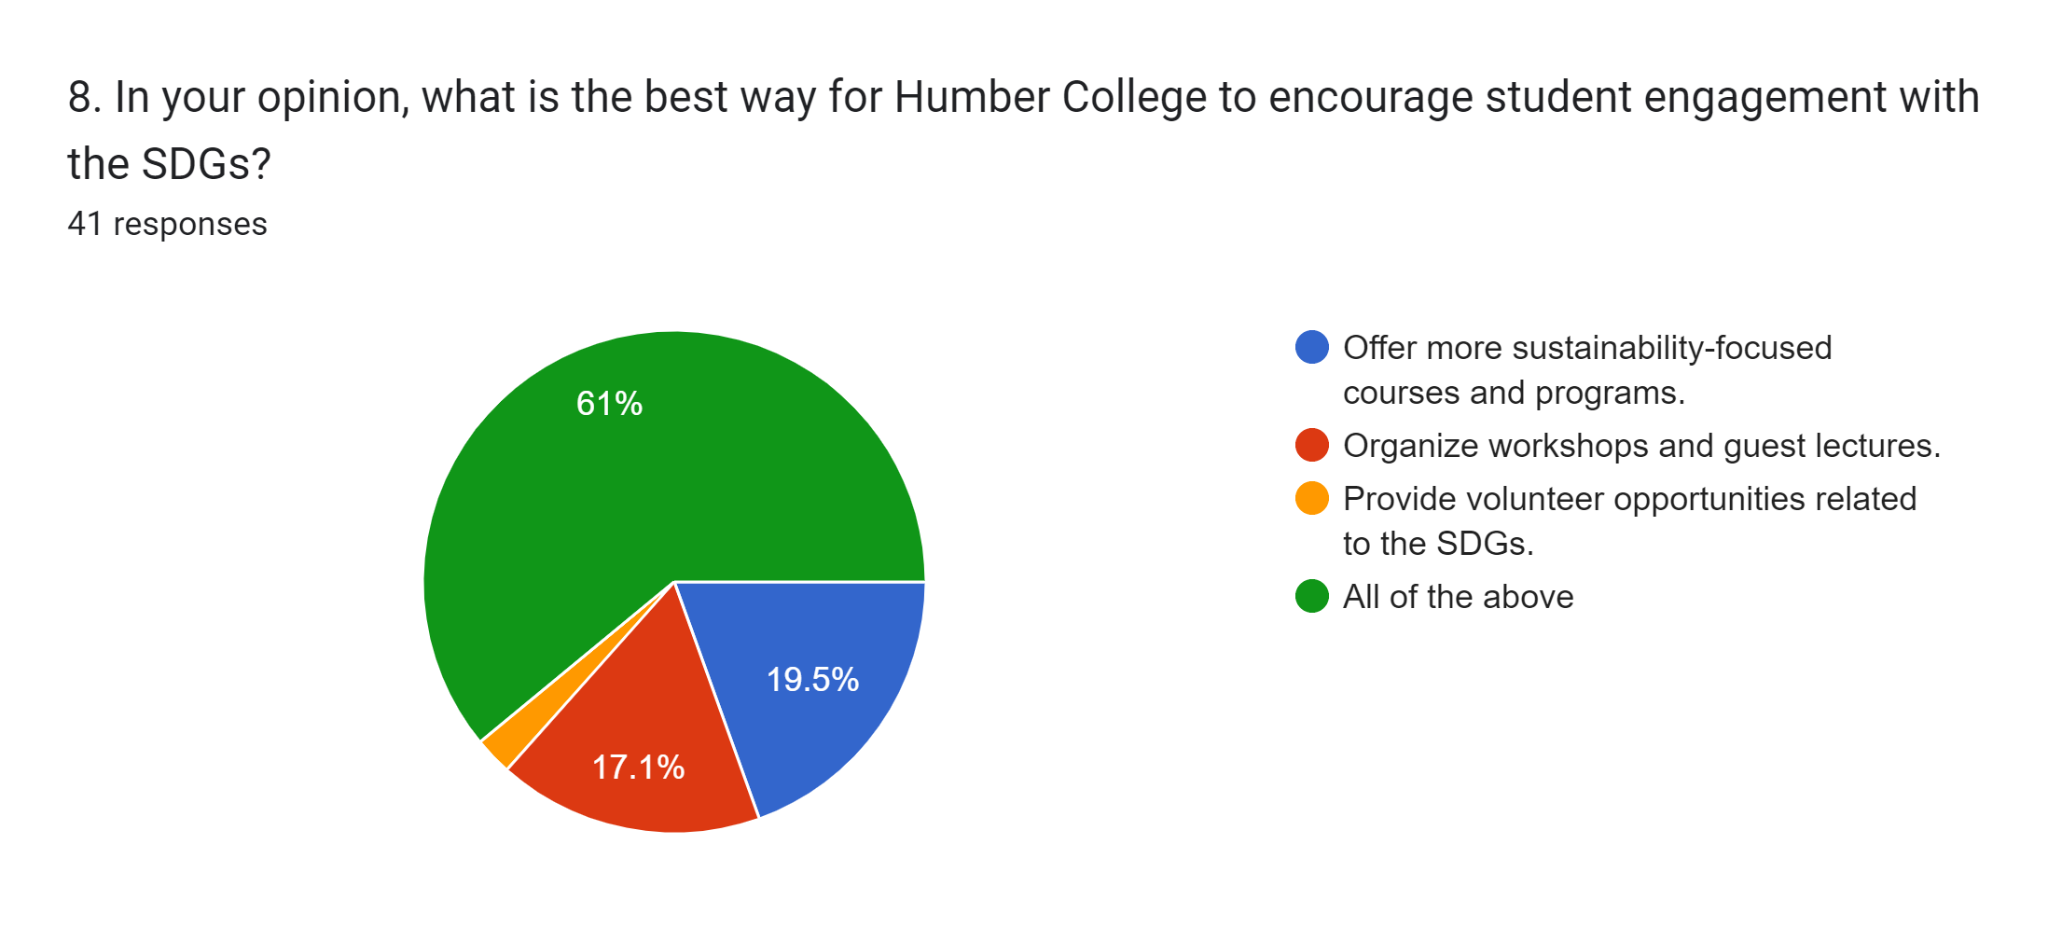 8. In your opinion, what is the best way for Humber College to encourage student engagement with
the SDGs?
41 responses
61%
19.5%
17.1%
Offer more sustainability-focused
courses and programs.
Organize workshops and guest lectures.
Provide volunteer opportunities related
to the SDGs.
All of the above